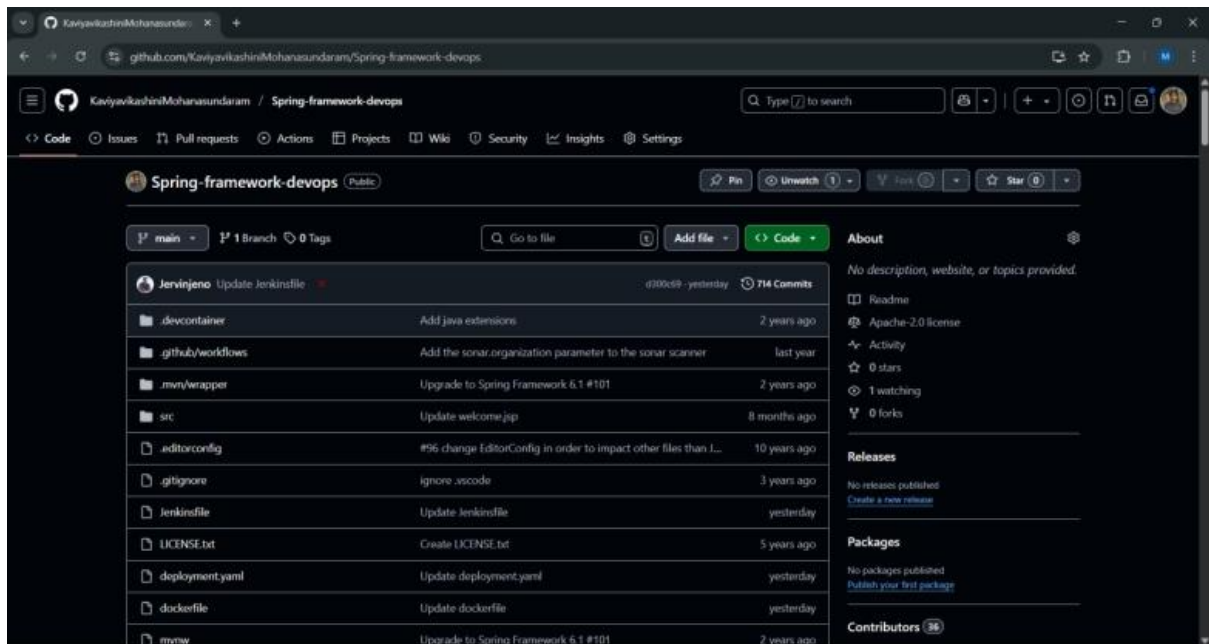 KaviyavikashiniMohanasundar
github.com/KaviyavikashiniMohanasundaram/Spring-framework-devops
M
KaviyavikashiniMohanasundaram / Spring-framework-devops
Type / to search
Code Issues Pull requests Actions Projects Wiki Security Insights Settings
Spring-framework-devops Public
Pin Unwatch 1 Fork 0 Star 0
main 1 Branch 0 Tags Go to file t Add file Code
Jervinjeno Update Jenkinsfile d300c69 · yesterday 714 Commits
.devcontainer Add java extensions 2 years ago
.github/workflows Add the sonar.organization parameter to the sonar scanner last year
.mvn/wrapper Upgrade to Spring Framework 6.1 #101 2 years ago
src Update welcome.jsp 8 months ago
.editorconfig #96 change EditorConfig in order to impact other files than J... 10 years ago
.gitignore ignore .vscode 3 years ago
Jenkinsfile Update Jenkinsfile yesterday
LICENSE.txt Create LICENSE.txt 5 years ago
deployment.yaml Update deployment.yaml yesterday
dockerfile Update dockerfile yesterday
mvnw Upgrade to Spring Framework 6.1 #101 2 years ago
About
No description, website, or topics provided.
Readme
Apache-2.0 license
Activity
0 stars
1 watching
0 forks
Releases
No releases published
Create a new release
Packages
No packages published
Publish your first package
Contributors 36